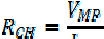 R_CH = V_MP